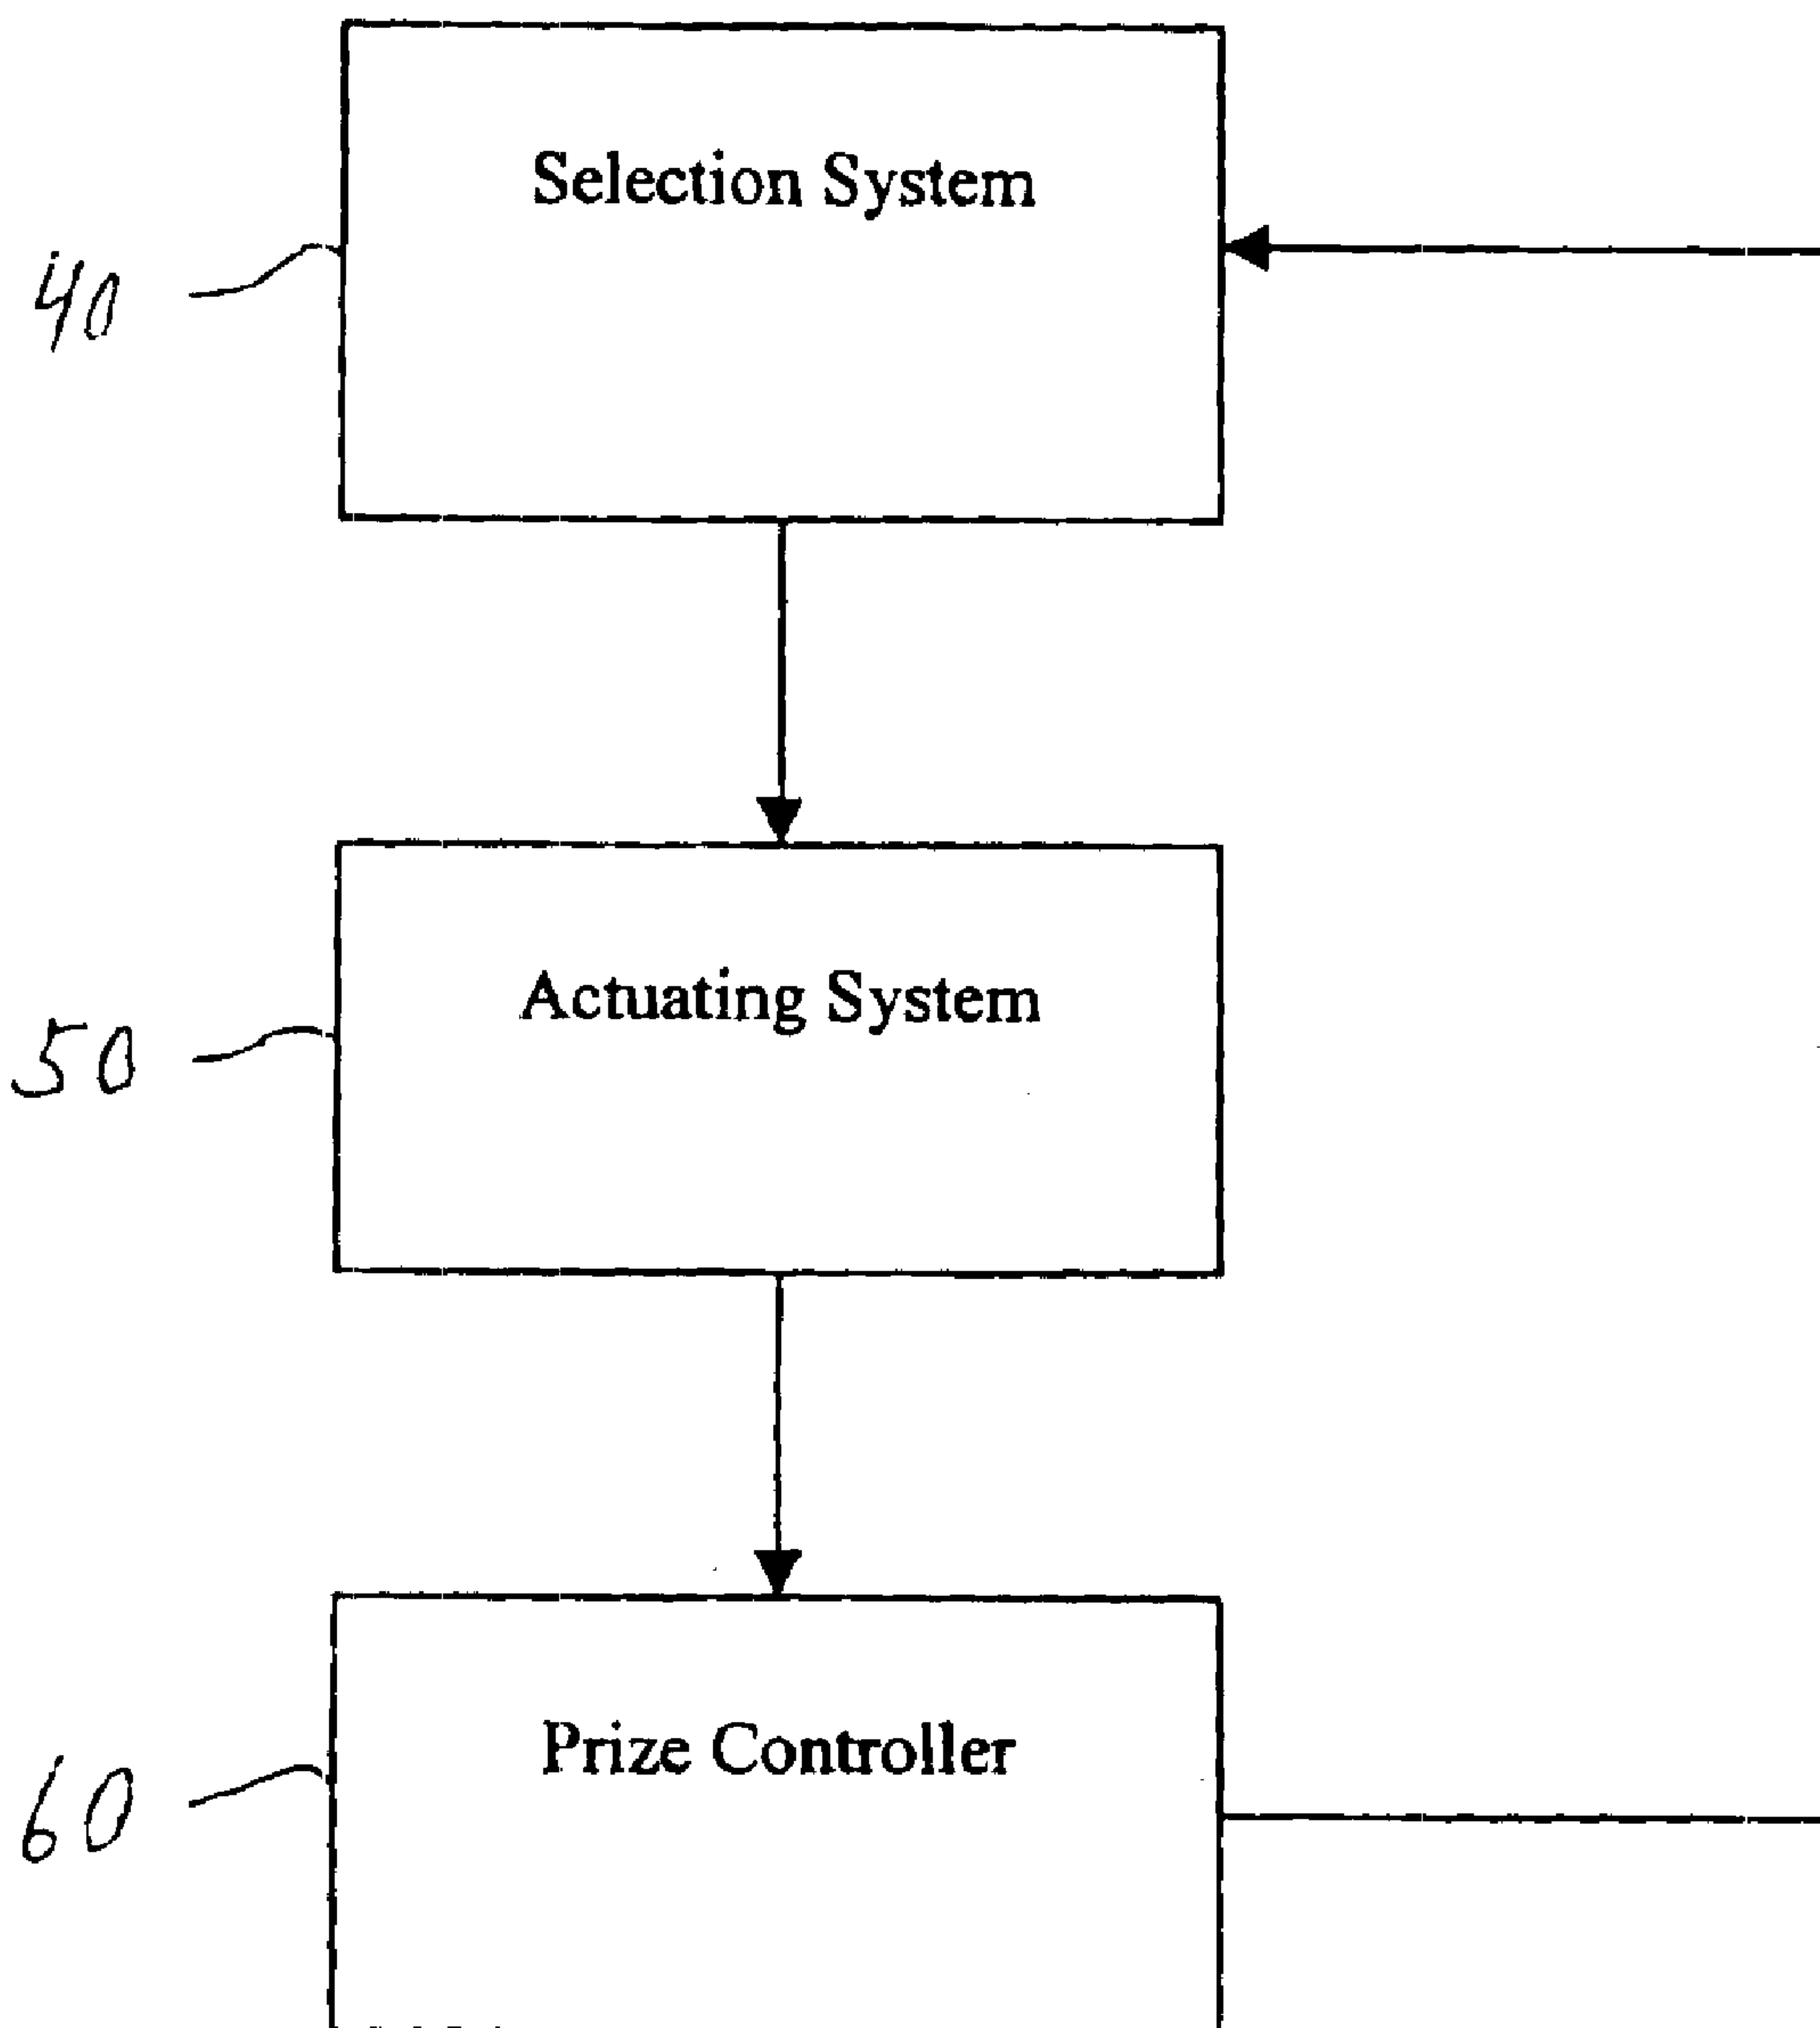 Selection System
40
Actuating System
50
Prize Controller
60